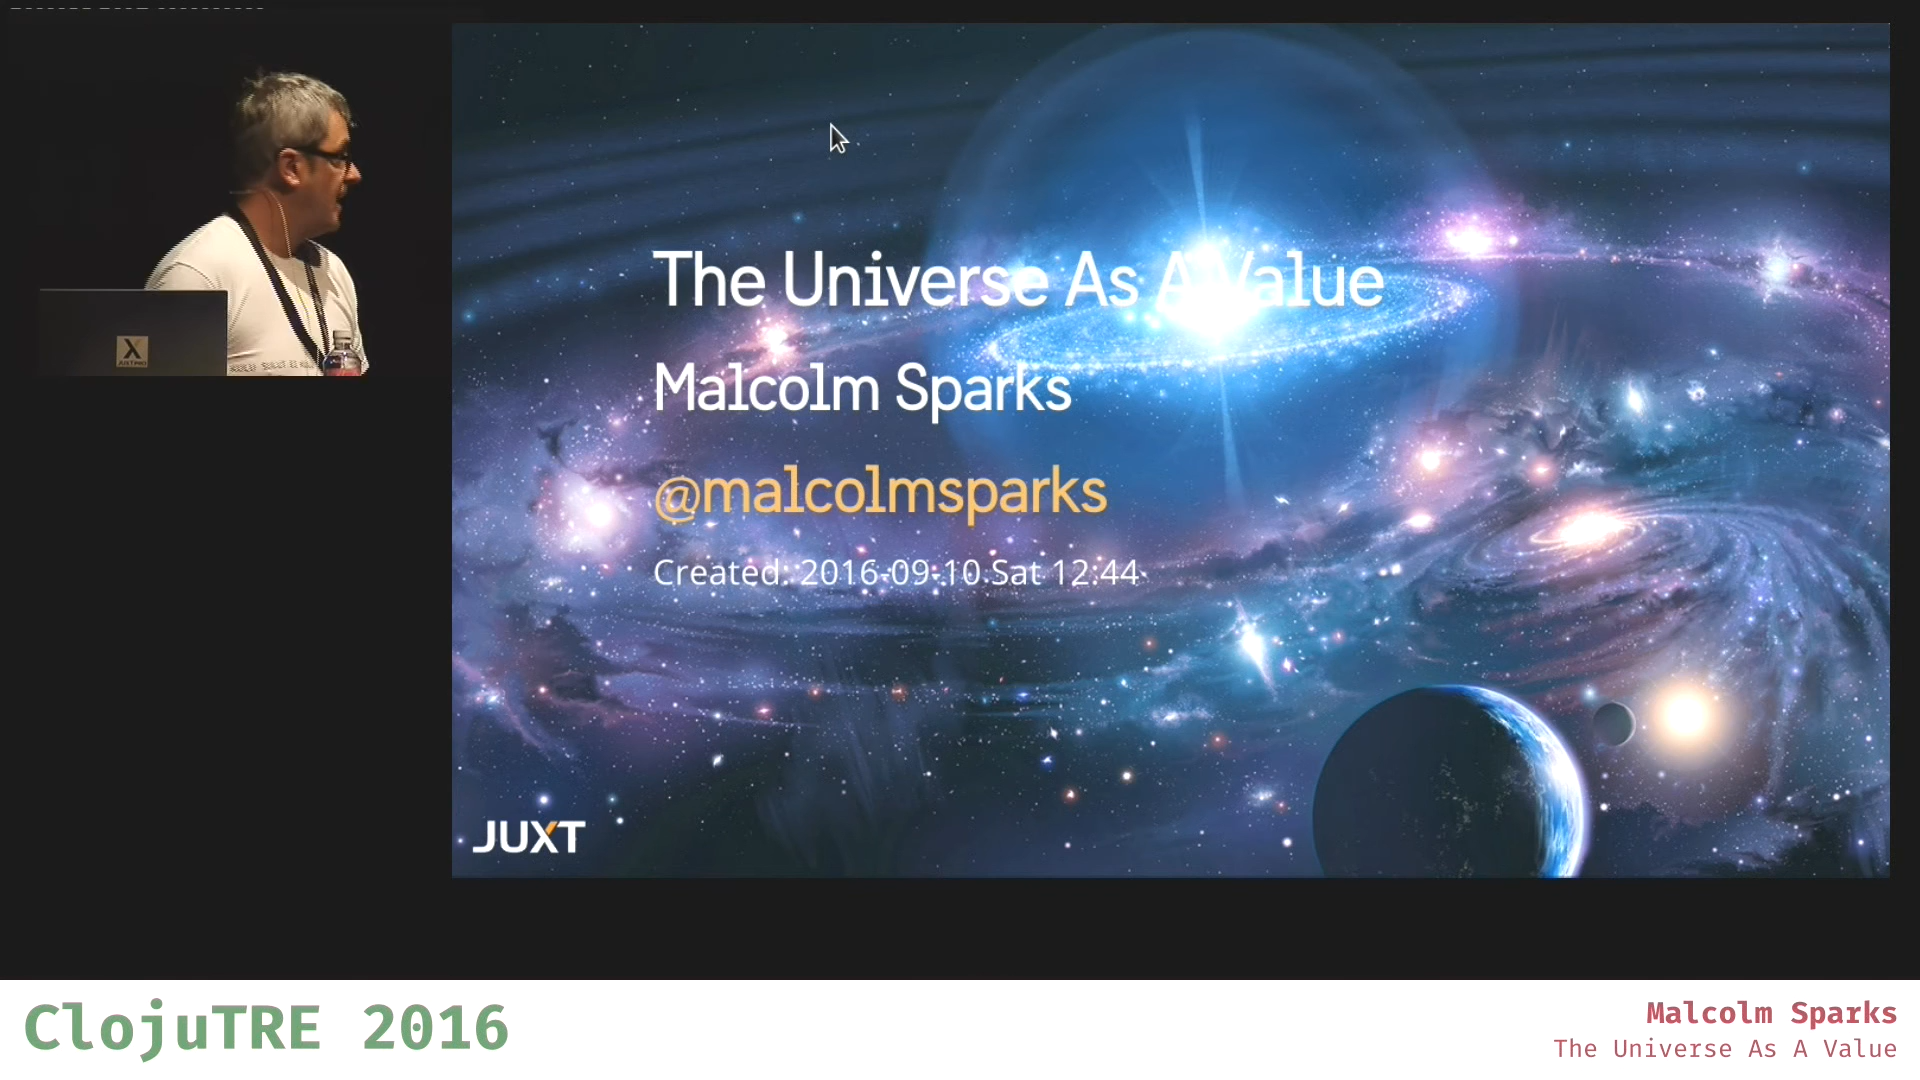 The Universe As A Value
Malcolm Sparks
@malcolmsparks
Created: 2016-09-10 Sat 12:44
JUXT
ClojuTRE 2016
Malcolm Sparks
The Universe As A Value